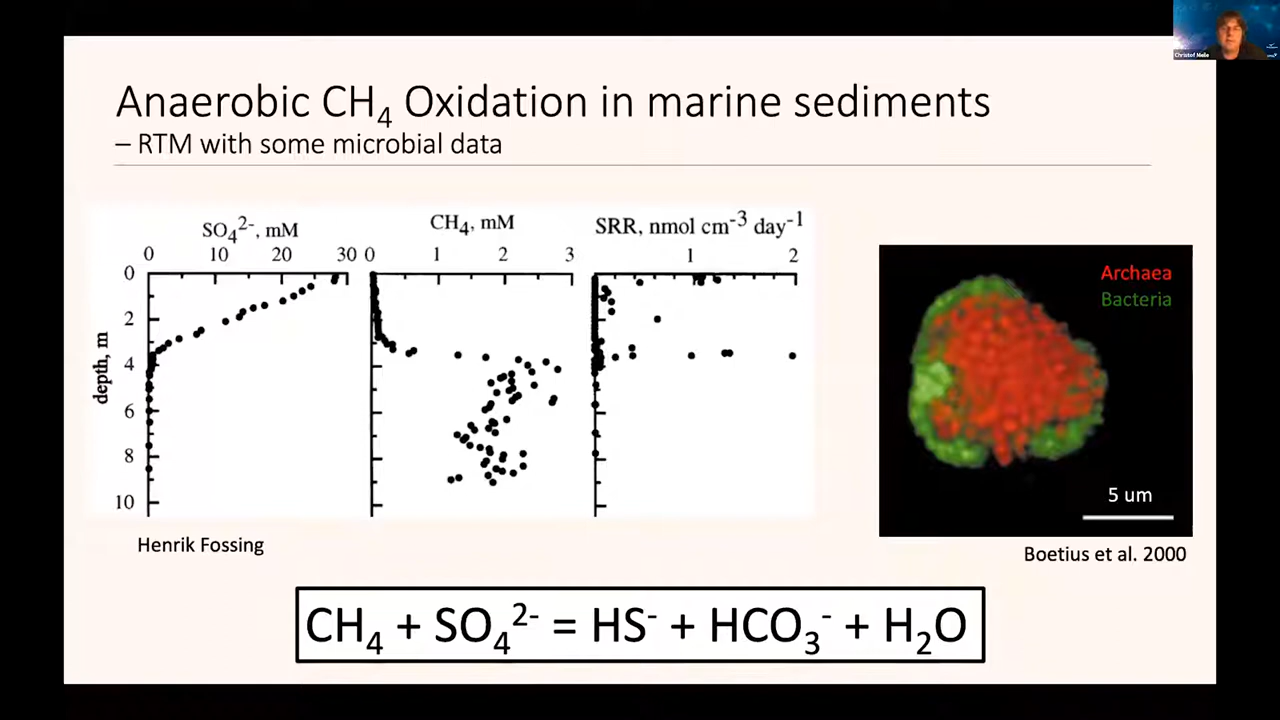 Christof Meile
Anaerobic CH₄ Oxidation in marine sediments
– RTM with some microbial data
SO₄²⁻, mM
CH₄, mM
SRR, nmol cm⁻³ day⁻¹
0 10 20 30
0 1 2 3
1 2
depth, m
0
2
4
6
8
10
Archaea
Bacteria
5 um
Henrik Fossing
Boetius et al. 2000
CH₄ + SO₄²⁻ = HS⁻ + HCO₃⁻ + H₂O